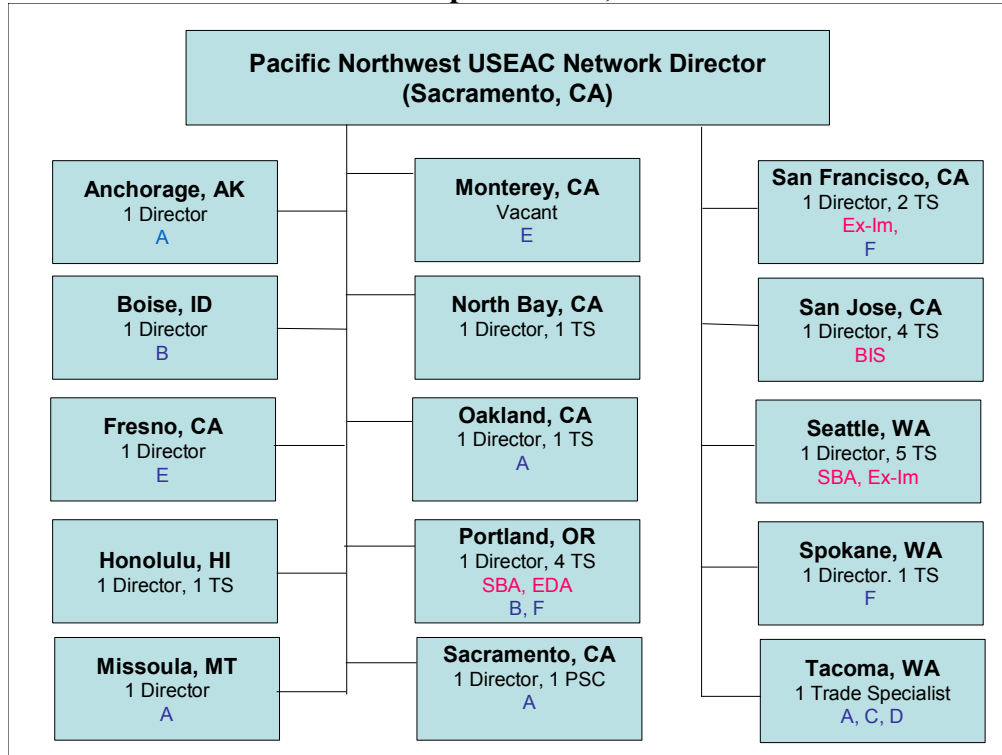 Pacific Northwest USEAC Network Director
(Sacramento, CA)
Anchorage, AK
1 Director
A
Boise, ID
1 Director
B
Fresno, CA
1 Director
E
Honolulu, HI
1 Director, 1 TS
Missoula, MT
1 Director
A
Monterey, CA
Vacant
E
North Bay, CA
1 Director, 1 TS
Oakland, CA
1 Director, 1 TS
A
Portland, OR
1 Director, 4 TS
SBA, EDA
B, F
Sacramento, CA
1 Director, 1 PSC
A
San Francisco, CA
1 Director, 2 TS
Ex-Im,
F
San Jose, CA
1 Director, 4 TS
BIS
Seattle, WA
1 Director, 5 TS
SBA, Ex-Im
Spokane, WA
1 Director. 1 TS
F
Tacoma, WA
1 Trade Specialist
A, C, D